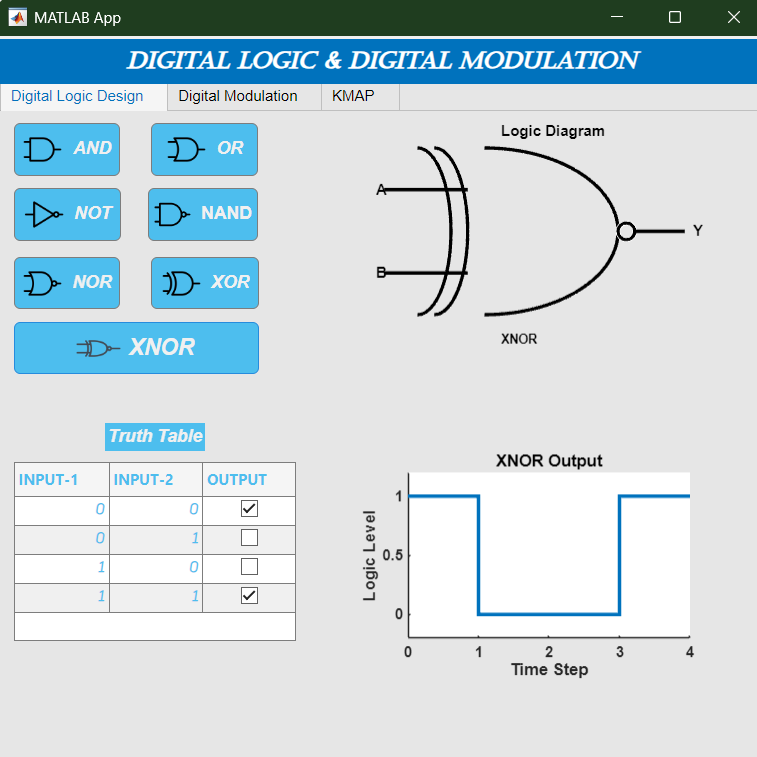 MATLAB App
DIGITAL LOGIC & DIGITAL MODULATION
Digital Logic Design Digital Modulation KMAP
AND OR
NOT NAND
NOR XOR
XNOR
Logic Diagram
A
B
Y
XNOR
Truth Table
INPUT-1 INPUT-2 OUTPUT
0 0
0 1
1 0
1 1
XNOR Output
Logic Level
1
0.5
0
0 1 2 3 4
Time Step